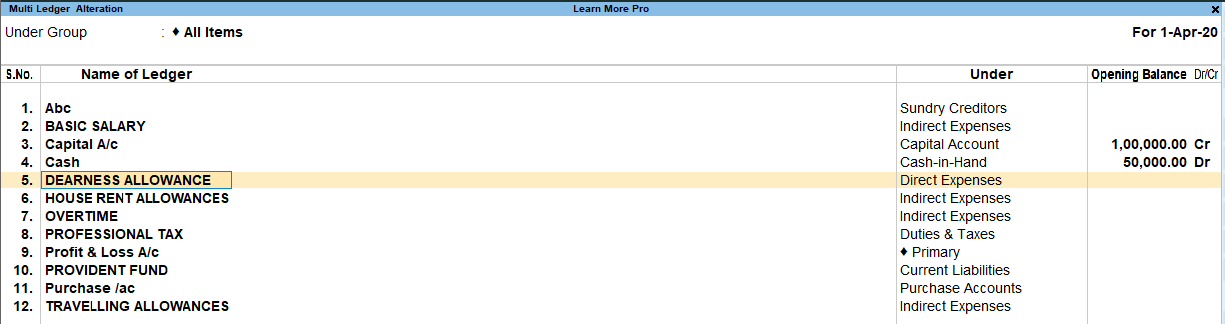 Multi Ledger Alteration Learn More Pro ×
Under Group : ♦ All Items For 1-Apr-20
S.No. Name of Ledger Under Opening Balance Dr/Cr
1. Abc Sundry Creditors
2. BASIC SALARY Indirect Expenses
3. Capital A/c Capital Account 1,00,000.00 Cr
4. Cash Cash-in-Hand 50,000.00 Dr
5. DEARNESS ALLOWANCE Direct Expenses
6. HOUSE RENT ALLOWANCES Indirect Expenses
7. OVERTIME Indirect Expenses
8. PROFESSIONAL TAX Duties & Taxes
9. Profit & Loss A/c ♦ Primary
10. PROVIDENT FUND Current Liabilities
11. Purchase /ac Purchase Accounts
12. TRAVELLING ALLOWANCES Indirect Expenses